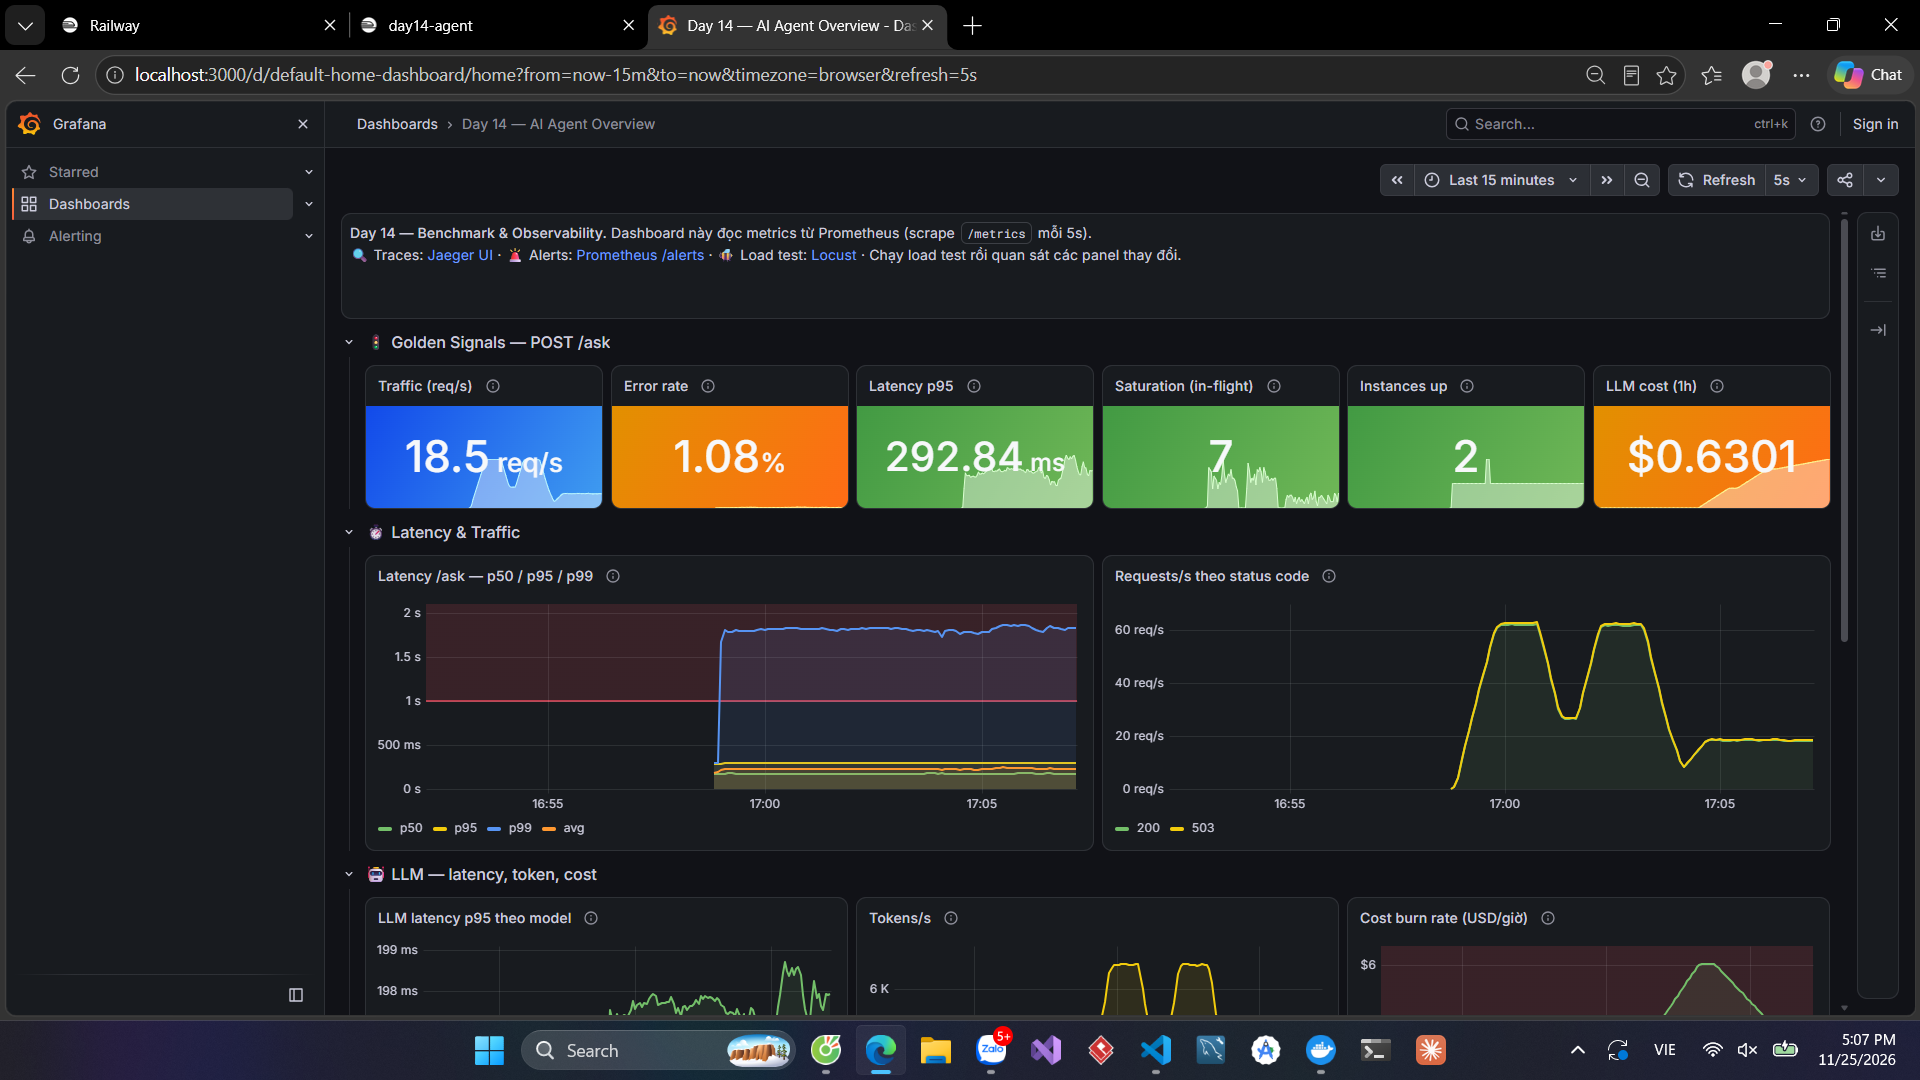 Railway
day14-agent
Day 14 — AI Agent Overview - Das
localhost:3000/d/default-home-dashboard/home?from=now-15m&to=now&timezone=browser&refresh=5s
Chat
Grafana
Dashboards › Day 14 — AI Agent Overview
Search...
ctrl+k
Sign in
Starred
Dashboards
Alerting
Last 15 minutes
Refresh
5s
Day 14 — Benchmark & Observability. Dashboard này đọc metrics từ Prometheus (scrape /metrics mỗi 5s).
Traces: Jaeger UI · Alerts: Prometheus /alerts · Load test: Locust · Chạy load test rồi quan sát các panel thay đổi.
Golden Signals — POST /ask
Traffic (req/s)
Error rate
Latency p95
Saturation (in-flight)
Instances up
LLM cost (1h)
18.5 req/s
1.08%
292.84 ms
7
2
$0.6301
Latency & Traffic
Latency /ask — p50 / p95 / p99
2 s
1.5 s
1 s
500 ms
0 s
16:55
17:00
17:05
p50
p95
p99
avg
Requests/s theo status code
60 req/s
40 req/s
20 req/s
0 req/s
16:55
17:00
17:05
200
503
LLM — latency, token, cost
LLM latency p95 theo model
199 ms
198 ms
Tokens/s
6 K
Cost burn rate (USD/giờ)
$6
Search
Zalo
5+
VIE
5:07 PM
11/25/2026